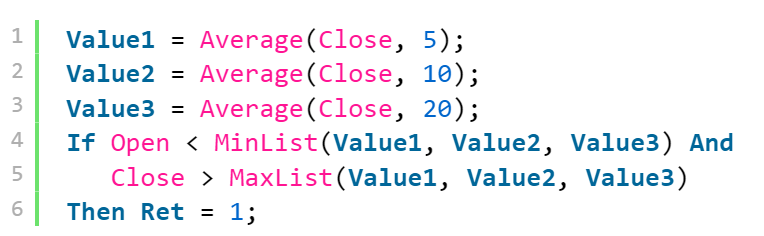 1 Value1 = Average(Close, 5);
2 Value2 = Average(Close, 10);
3 Value3 = Average(Close, 20);
4 If Open < MinList(Value1, Value2, Value3) And
5    Close > MaxList(Value1, Value2, Value3)
6 Then Ret = 1;